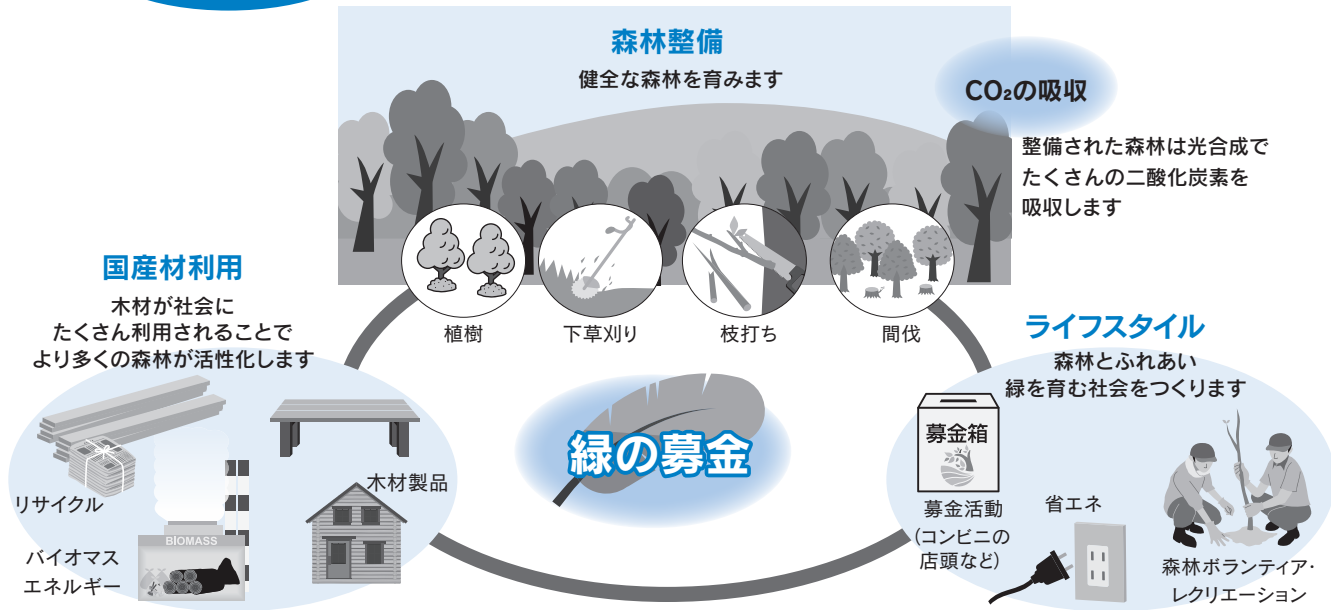 森林整備
健全な森林を育みます
CO₂の吸収
整備された森林は光合成で
たくさんの二酸化炭素を
吸収します
植樹
下草刈り
枝打ち
間伐
国産材利用
木材が社会に
たくさん利用されることで
より多くの森林が活性化します
リサイクル
木材製品
BIOMASS
バイオマス
エネルギー
緑の募金
ライフスタイル
森林とふれあい
緑を育む社会をつくります
募金箱
募金活動
(コンビニの
店頭など)
省エネ
森林ボランティア・
レクリエーション